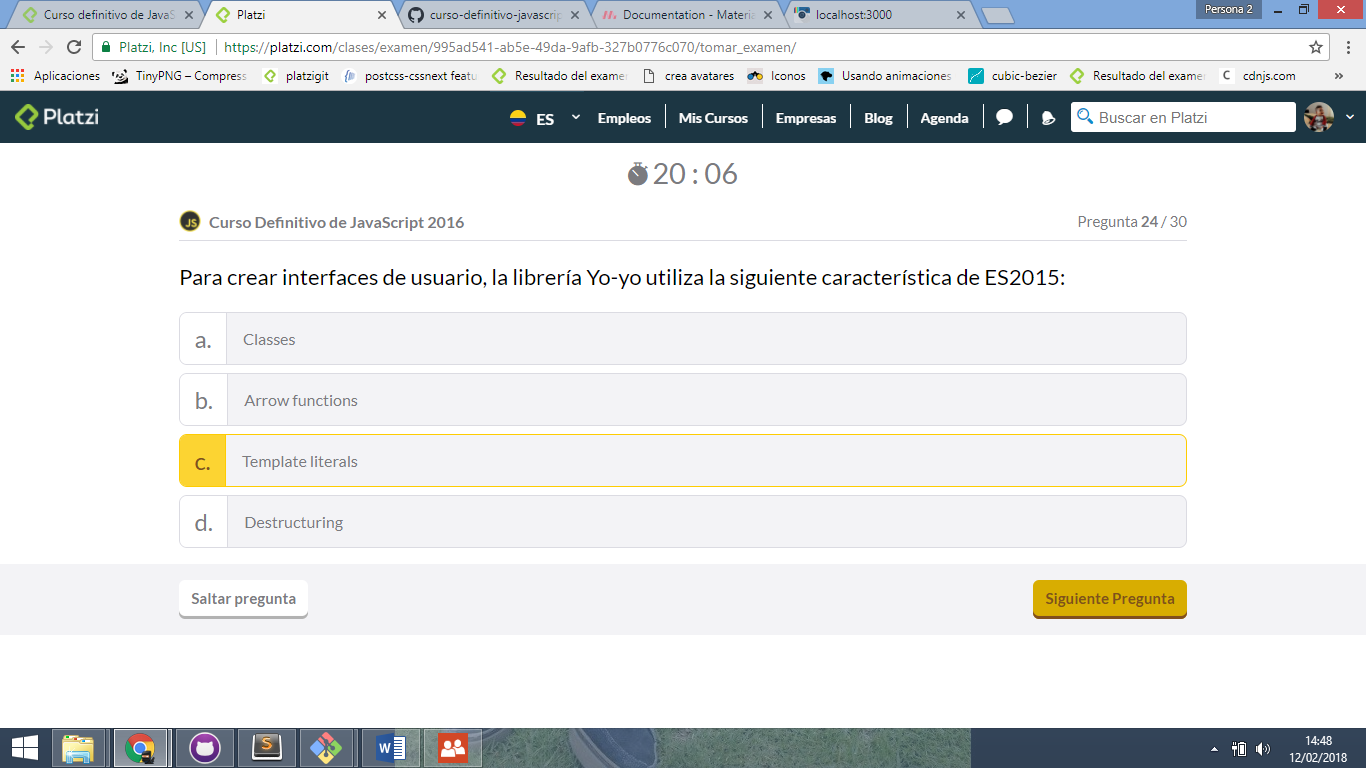 Curso definitivo de JavaS
Platzi
curso-definitivo-javascrip
Documentation - Materia
localhost:3000
Persona 2
Platzi, Inc [US]
https://platzi.com/clases/examen/995ad541-ab5e-49da-9afb-327b0776c070/tomar_examen/
Aplicaciones
TinyPNG – Compress
platzigit
postcss-cssnext featu
Resultado del exame
crea avatares
Iconos
Usando animaciones
cubic-bezier
Resultado del exame
C cdnjs.com
»
Platzi
ES
Empleos
Mis Cursos
Empresas
Blog
Agenda
Buscar en Platzi
20 : 06
JS
Curso Definitivo de JavaScript 2016
Pregunta 24 / 30
Para crear interfaces de usuario, la librería Yo-yo utiliza la siguiente característica de ES2015:
a. Classes
b. Arrow functions
c. Template literals
d. Destructuring
Saltar pregunta
Siguiente Pregunta
14:48
12/02/2018